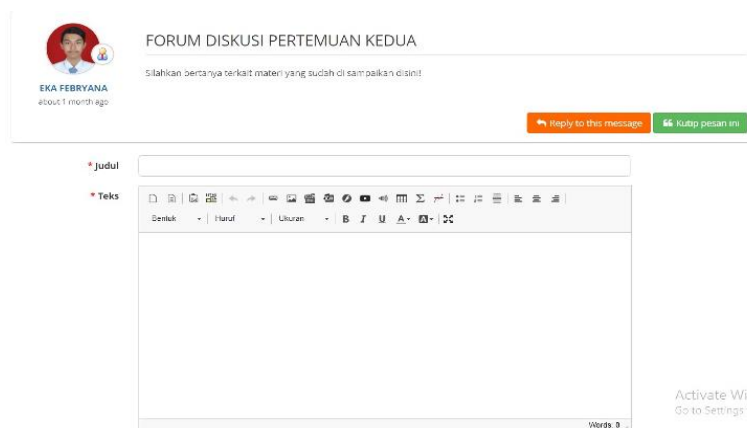 FORUM DISKUSI PERTEMUAN KEDUA
Silahkan bertanya terkait materi yang sudah di sampaikan disini!
EKA FEBRYANA
about 1 month ago
Reply to this message
Kutip pesan ini
* Judul
* Teks
Bentuk Huruf Ukuran B I U A A
Words: 0
Activate Wi
Go to Settings